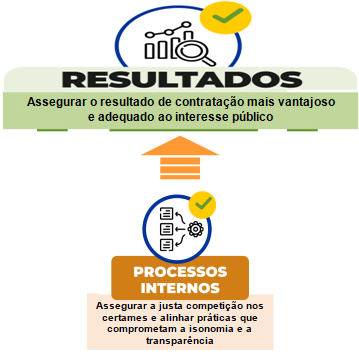 RESULTADOS
Assegurar o resultado de contratação mais vantajoso
e adequado ao interesse público
PROCESSOS
INTERNOS
Assegurar a justa competição nos
certames e alinhar práticas que
comprometam a isonomia e a
transparência